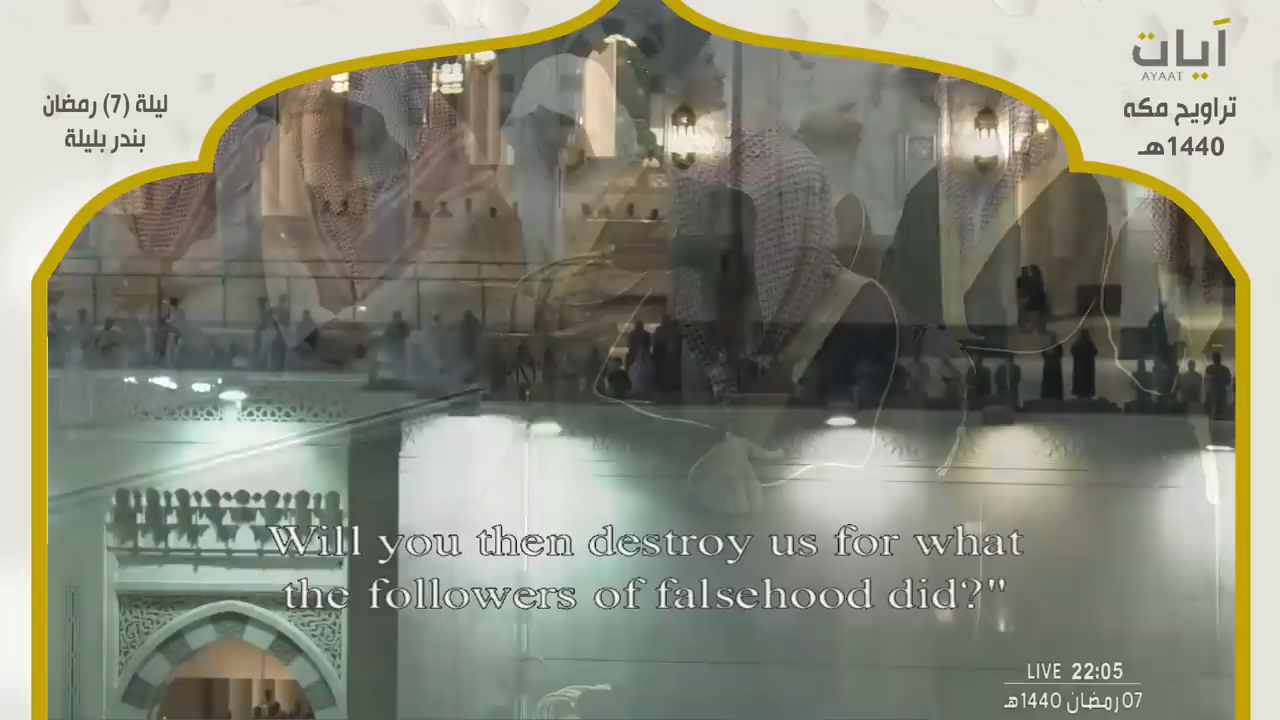 آيات
AYAAT
تراويح مكه
1440هـ
ليلة (7) رمضان
بندر بليلة
Will you then destroy us for what
the followers of falsehood did?"
LIVE 22:05
07 رمضان 1440هـ